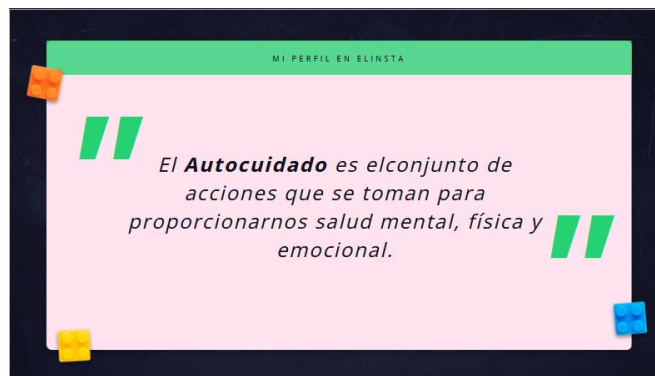 MI PERFIL EN ELINSTA
"
El Autocuidado es elconjunto de
acciones que se toman para
proporcionarnos salud mental, física y
emocional.
"